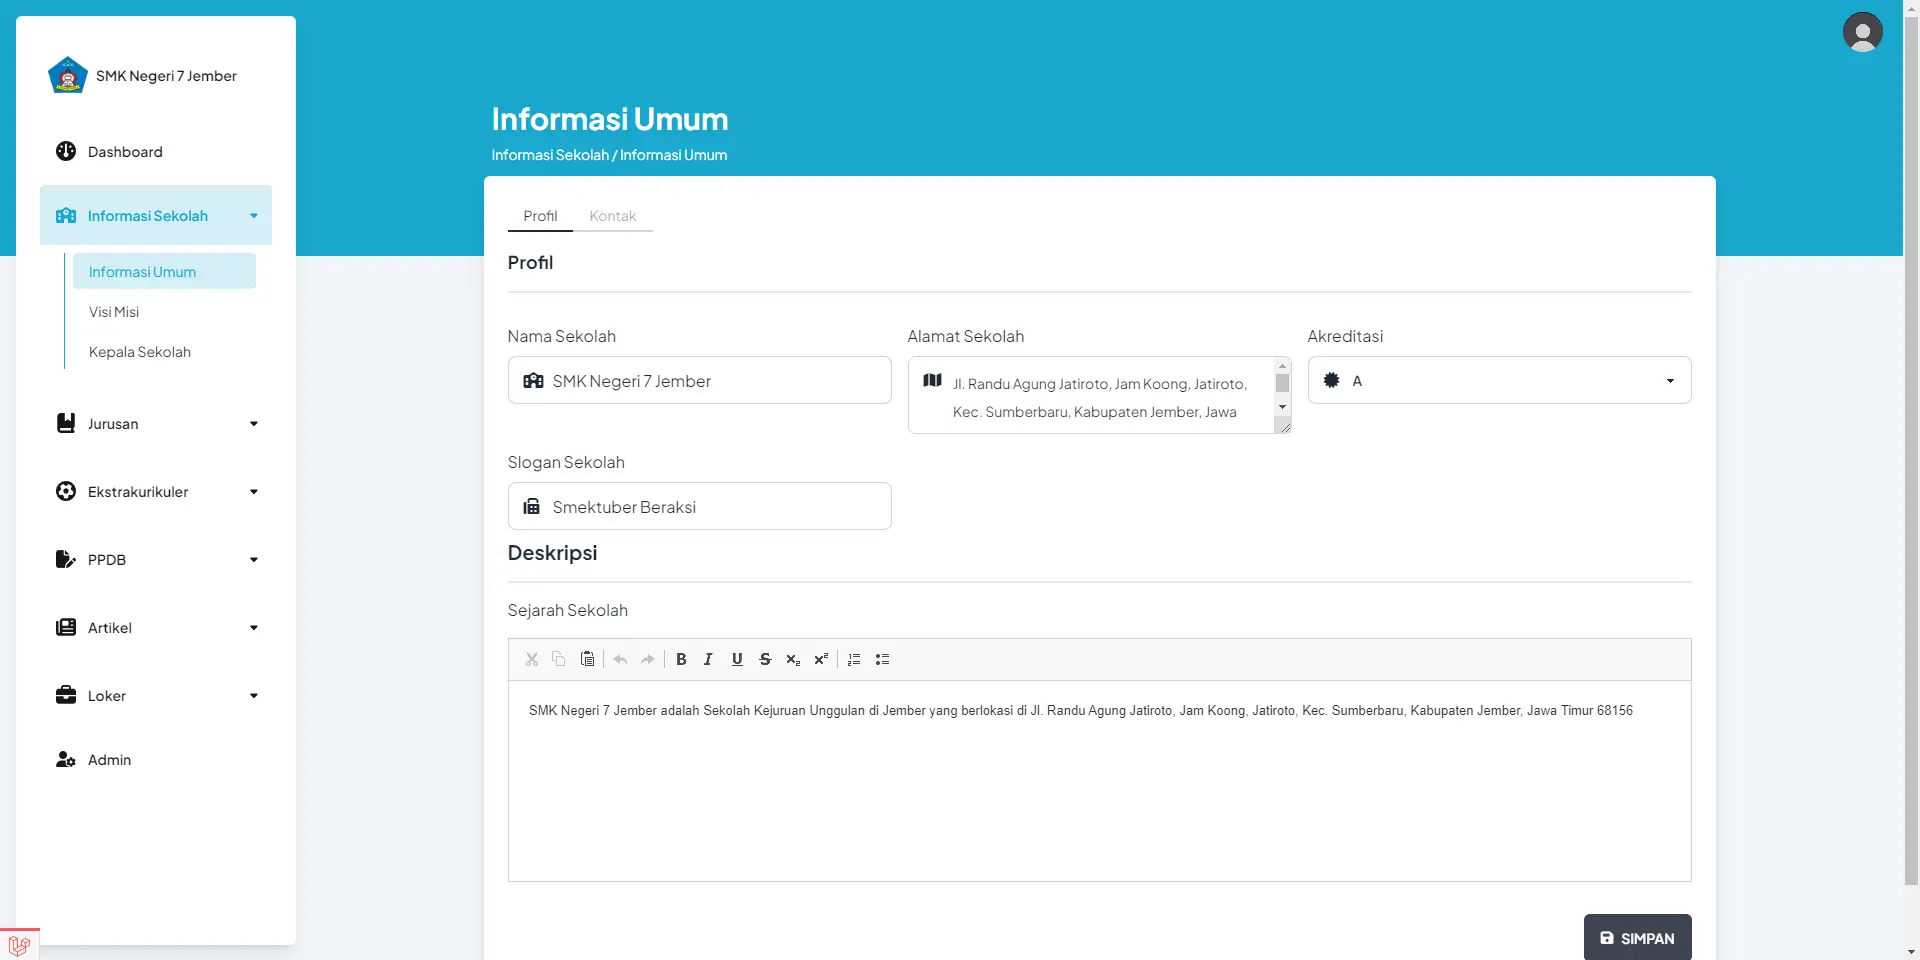 SMK Negeri 7 Jember
Dashboard
Informasi Sekolah
Informasi Umum
Visi Misi
Kepala Sekolah
Jurusan
Ekstrakurikuler
PPDB
Artikel
Loker
Admin
Informasi Umum
Informasi Sekolah / Informasi Umum
Profil Kontak
Profil
Nama Sekolah
SMK Negeri 7 Jember
Alamat Sekolah
Jl. Randu Agung Jatiroto, Jam Koong, Jatiroto,
Kec. Sumberbaru, Kabupaten Jember, Jawa
Akreditasi
A
Slogan Sekolah
Smektuber Beraksi
Deskripsi
Sejarah Sekolah
SMK Negeri 7 Jember adalah Sekolah Kejuruan Unggulan di Jember yang berlokasi di Jl. Randu Agung Jatiroto, Jam Koong, Jatiroto, Kec. Sumberbaru, Kabupaten Jember, Jawa Timur 68156
SIMPAN